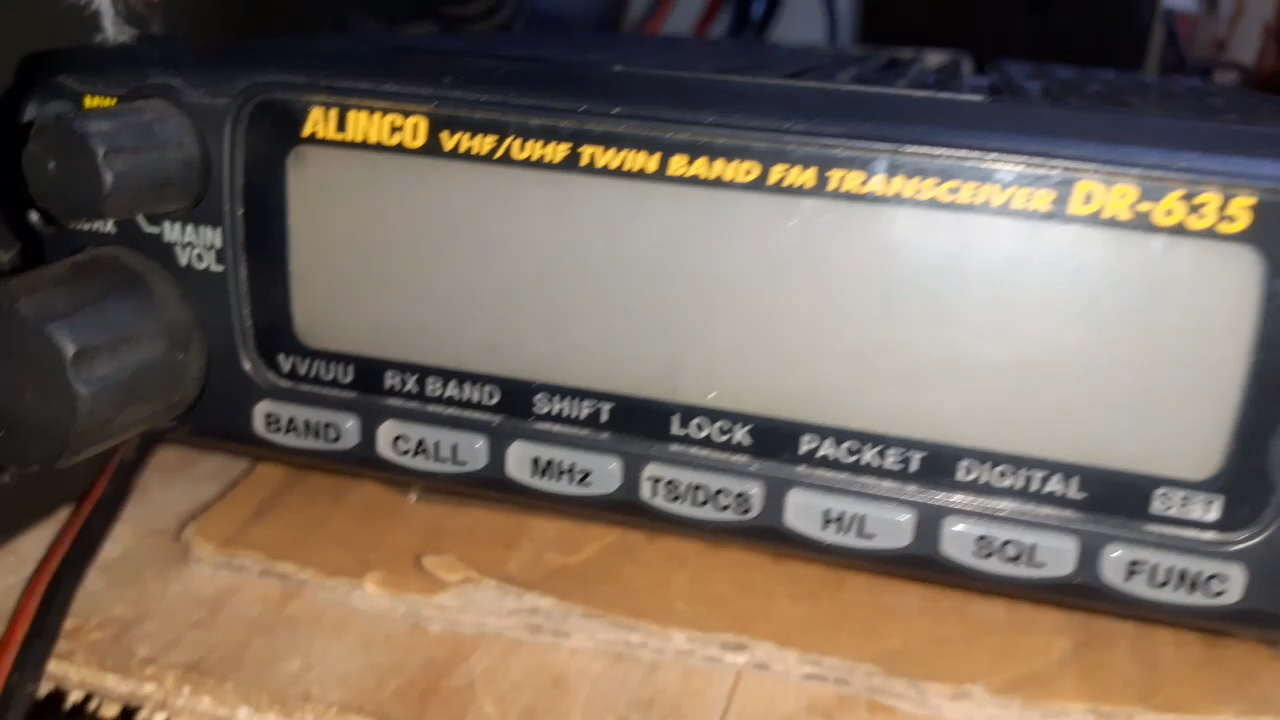 ALINCO VHF/UHF TWIN BAND FM TRANSCEIVER DR-635
MAIN
VOL
VV/UU RX BAND SHIFT LOCK PACKET DIGITAL SET
BAND CALL MHz TS/DCS H/L SQL FUNC